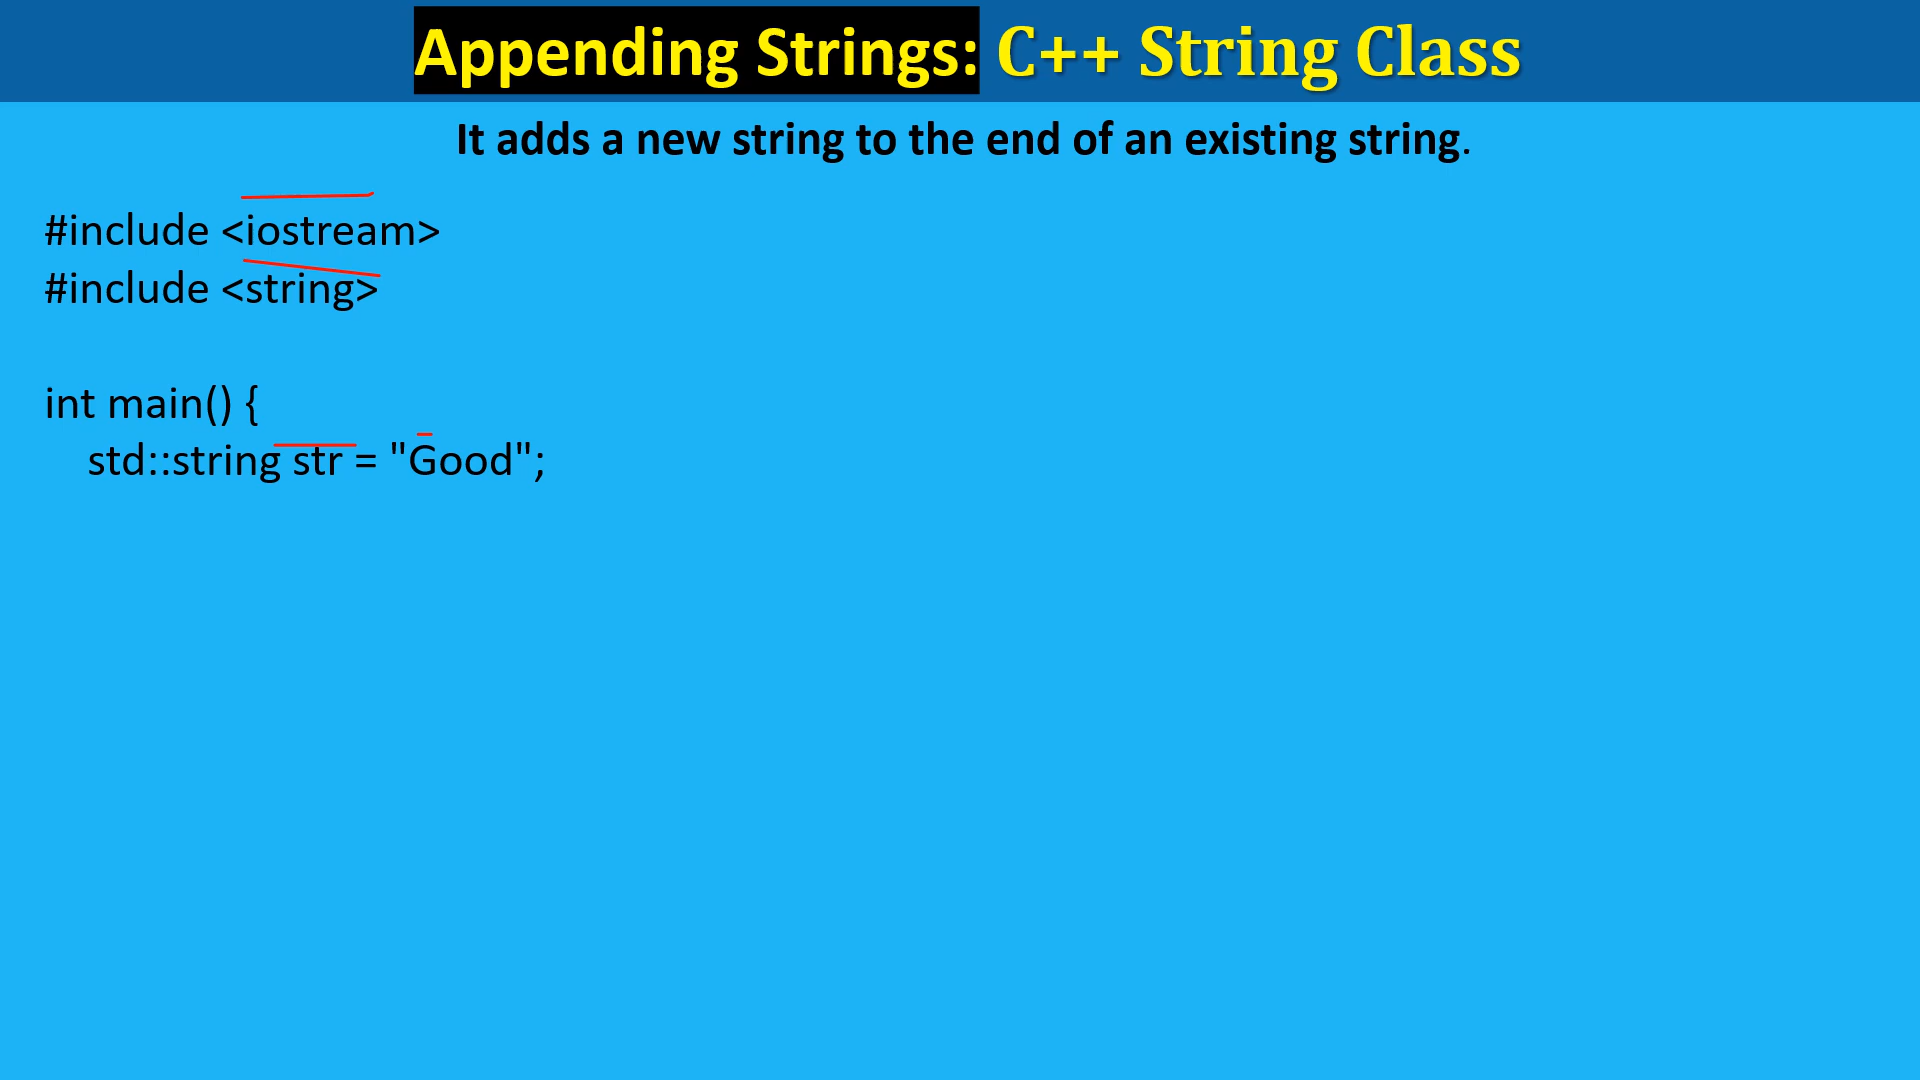 Appending Strings: C++ String Class
It adds a new string to the end of an existing string.
#include <iostream>
#include <string>
int main() {
std::string str = "Good";